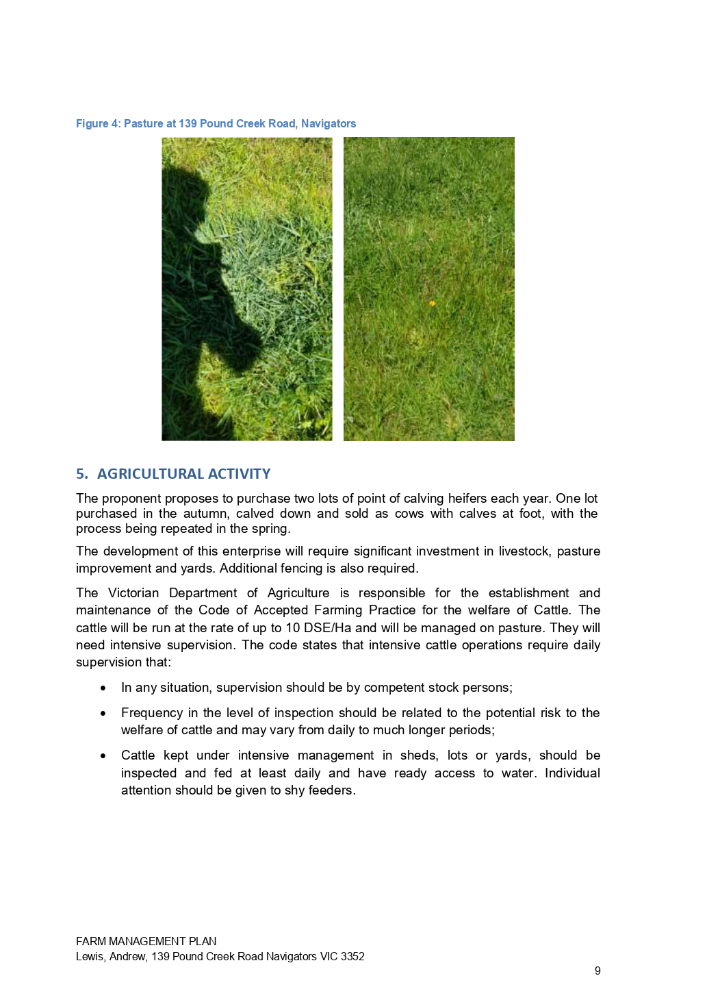 Figure 4: Pasture at 139 Pound Creek Road, Navigators
5. AGRICULTURAL ACTIVITY
The proponent proposes to purchase two lots of point of calving heifers each year. One lot
purchased in the autumn, calved down and sold as cows with calves at foot, with the
process being repeated in the spring.
The development of this enterprise will require significant investment in livestock, pasture
improvement and yards. Additional fencing is also required.
The Victorian Department of Agriculture is responsible for the establishment and
maintenance of the Code of Accepted Farming Practice for the welfare of Cattle. The
cattle will be run at the rate of up to 10 DSE/Ha and will be managed on pasture. They will
need intensive supervision. The code states that intensive cattle operations require daily
supervision that:
• In any situation, supervision should be by competent stock persons;
• Frequency in the level of inspection should be related to the potential risk to the
welfare of cattle and may vary from daily to much longer periods;
• Cattle kept under intensive management in sheds, lots or yards, should be
inspected and fed at least daily and have ready access to water. Individual
attention should be given to shy feeders.
FARM MANAGEMENT PLAN
Lewis, Andrew, 139 Pound Creek Road Navigators VIC 3352
9